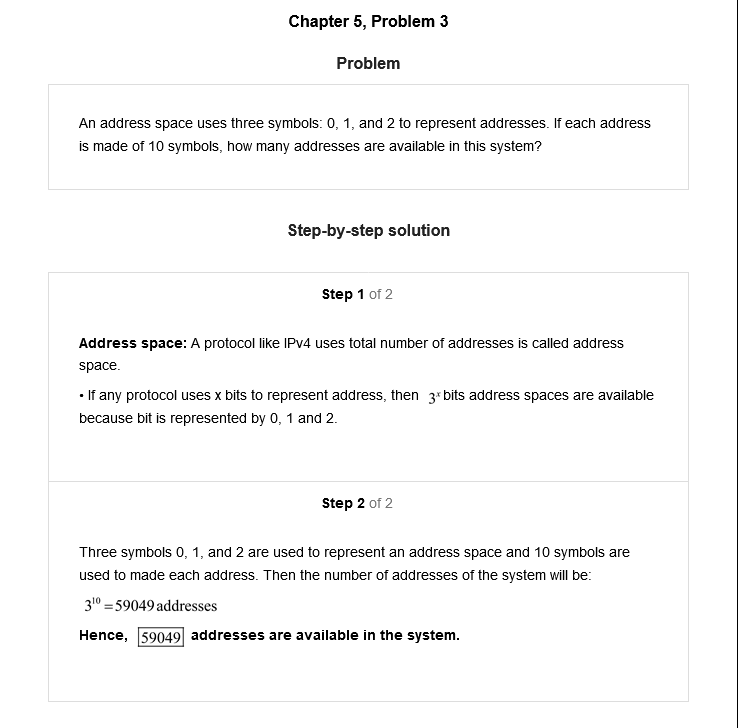 Chapter 5, Problem 3
Problem
An address space uses three symbols: 0, 1, and 2 to represent addresses. If each address
is made of 10 symbols, how many addresses are available in this system?
Step-by-step solution
Step 1 of 2
Address space: A protocol like IPv4 uses total number of addresses is called address
space.
• If any protocol uses x bits to represent address, then 3ˣ bits address spaces are available
because bit is represented by 0, 1 and 2.
Step 2 of 2
Three symbols 0, 1, and 2 are used to represent an address space and 10 symbols are
used to made each address. Then the number of addresses of the system will be:
3¹⁰ = 59049 addresses
Hence, 59049 addresses are available in the system.